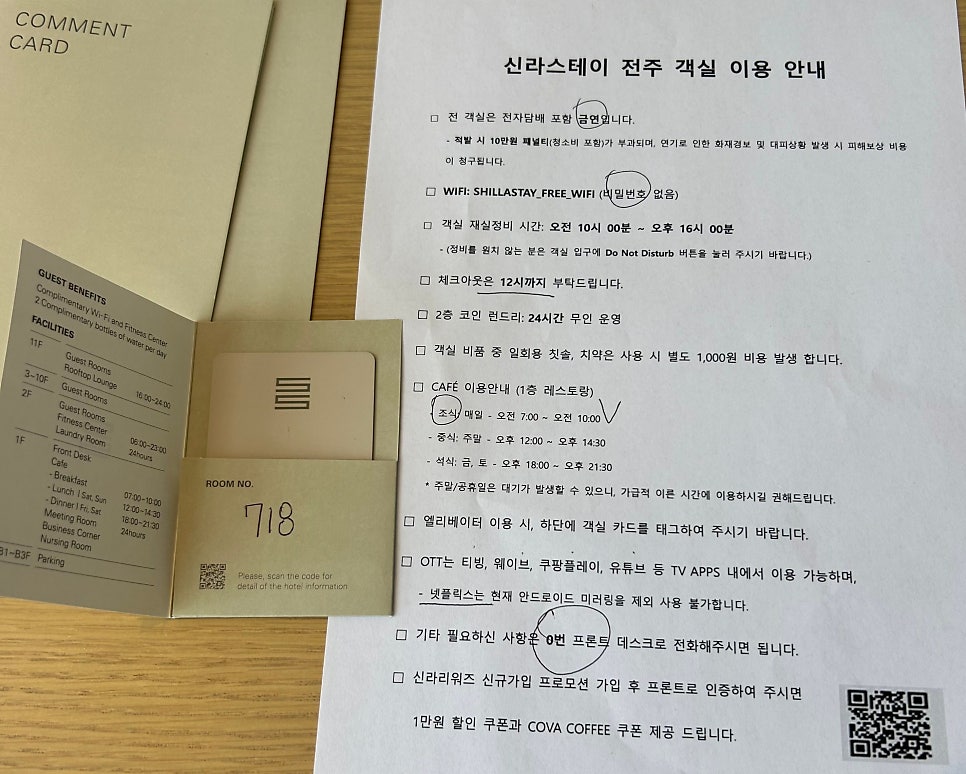 COMMENT
CARD
GUEST BENEFITS
Complimentary Wi-Fi and Fitness Center
2 Complimentary bottles of water per day
FACILITIES
11F Guest Rooms
Rooftop Lounge 16:00~24:00
3~10F Guest Rooms
2F Guest Rooms
Fitness Center 06:00~23:00
Laundry Room 24hours
1F Front Desk
Cafe
- Breakfast 07:00~10:00
- Lunch | Sat, Sun 12:00~14:30
- Dinner | Fri, Sat 18:00~21:30
Meeting Room 24hours
Business Corner
Nursing Room
B1~B3F Parking
ROOM NO.
718
Please, scan the code for
detail of the hotel information
신라스테이 전주 객실 이용 안내
□ 전 객실은 전자담배 포함 금연입니다.
- 적발 시 10만원 패널티(청소비 포함)가 부과되며, 연기로 인한 화재경보 및 대피상황 발생 시 피해보상 비용
이 청구됩니다.
□ WIFI: SHILLASTAY_FREE_WIFI (비밀번호 없음)
□ 객실 재실정비 시간: 오전 10시 00분 ~ 오후 16시 00분
- (정비를 원치 않는 분은 객실 입구에 Do Not Disturb 버튼을 눌러 주시기 바랍니다.)
□ 체크아웃은 12시까지 부탁드립니다.
□ 2층 코인 런드리: 24시간 무인 운영
□ 객실 비품 중 일회용 칫솔, 치약은 사용 시 별도 1,000원 비용 발생 합니다.
□ CAFÉ 이용안내 (1층 레스토랑)
- 조식: 매일 - 오전 7:00 ~ 오전 10:00
- 중식: 주말 - 오후 12:00 ~ 오후 14:30
- 석식: 금, 토 - 오후 18:00 ~ 오후 21:30
* 주말/공휴일은 대기가 발생할 수 있으니, 가급적 이른 시간에 이용하시길 권해드립니다.
□ 엘리베이터 이용 시, 하단에 객실 카드를 태그하여 주시기 바랍니다.
□ OTT는 티빙, 웨이브, 쿠팡플레이, 유튜브 등 TV APPS 내에서 이용 가능하며,
- 넷플릭스는 현재 안드로이드 미러링을 제외 사용 불가합니다.
□ 기타 필요하신 사항은 0번 프론트 데스크로 전화해주시면 됩니다.
□ 신라리워즈 신규가입 프로모션 가입 후 프론트로 인증하여 주시면
1만원 할인 쿠폰과 COVA COFFEE 쿠폰 제공 드립니다.